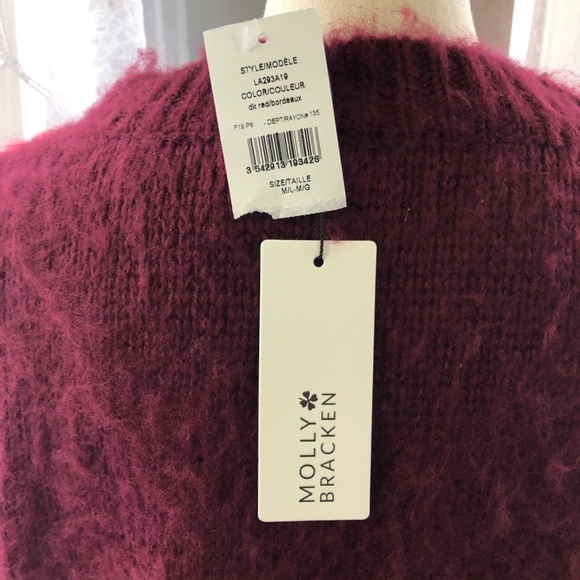 STYLE/MODÈLE
LA293A19
COLOR/COULEUR
dk red/bordeaux
F19 P8 - DEPT/RAYON# 135
3 542913 193426
SIZE/TAILLE
M/L-M/G
MOLLY
BRACKEN